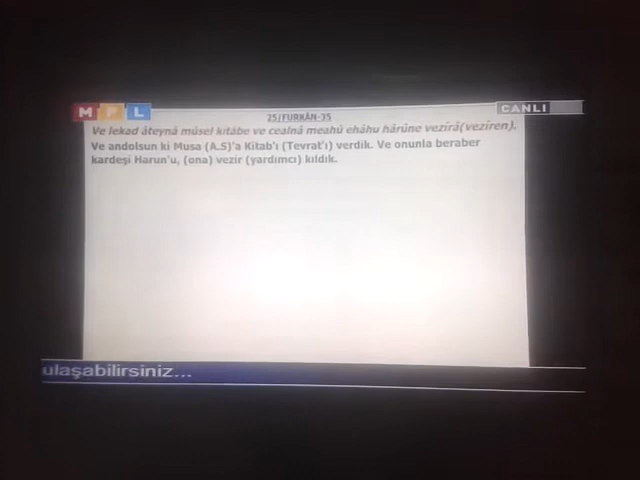 MPL
CANLI
25/FURKÂN-35
Ve lekad âteynâ mûsel kitâbe ve cealnâ meahû ehâhu hârûne vezîrâ(vezîren).
Ve andolsun ki Musa (A.S)'a Kitab'ı (Tevrat'ı) verdik. Ve onunla beraber
kardeşi Harun'u, (ona) vezir (yardımcı) kıldık.
ulaşabilirsiniz...